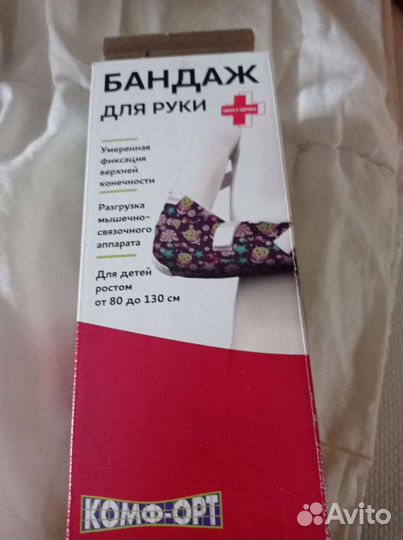 БАНДАЖ
ДЛЯ РУКИ
Умеренная
фиксация
верхней
конечности
Разгрузка
мышечно-
связочного
аппарата
Для детей
ростом
от 80 до 130 см
КОМФ-ОРТ
Avito